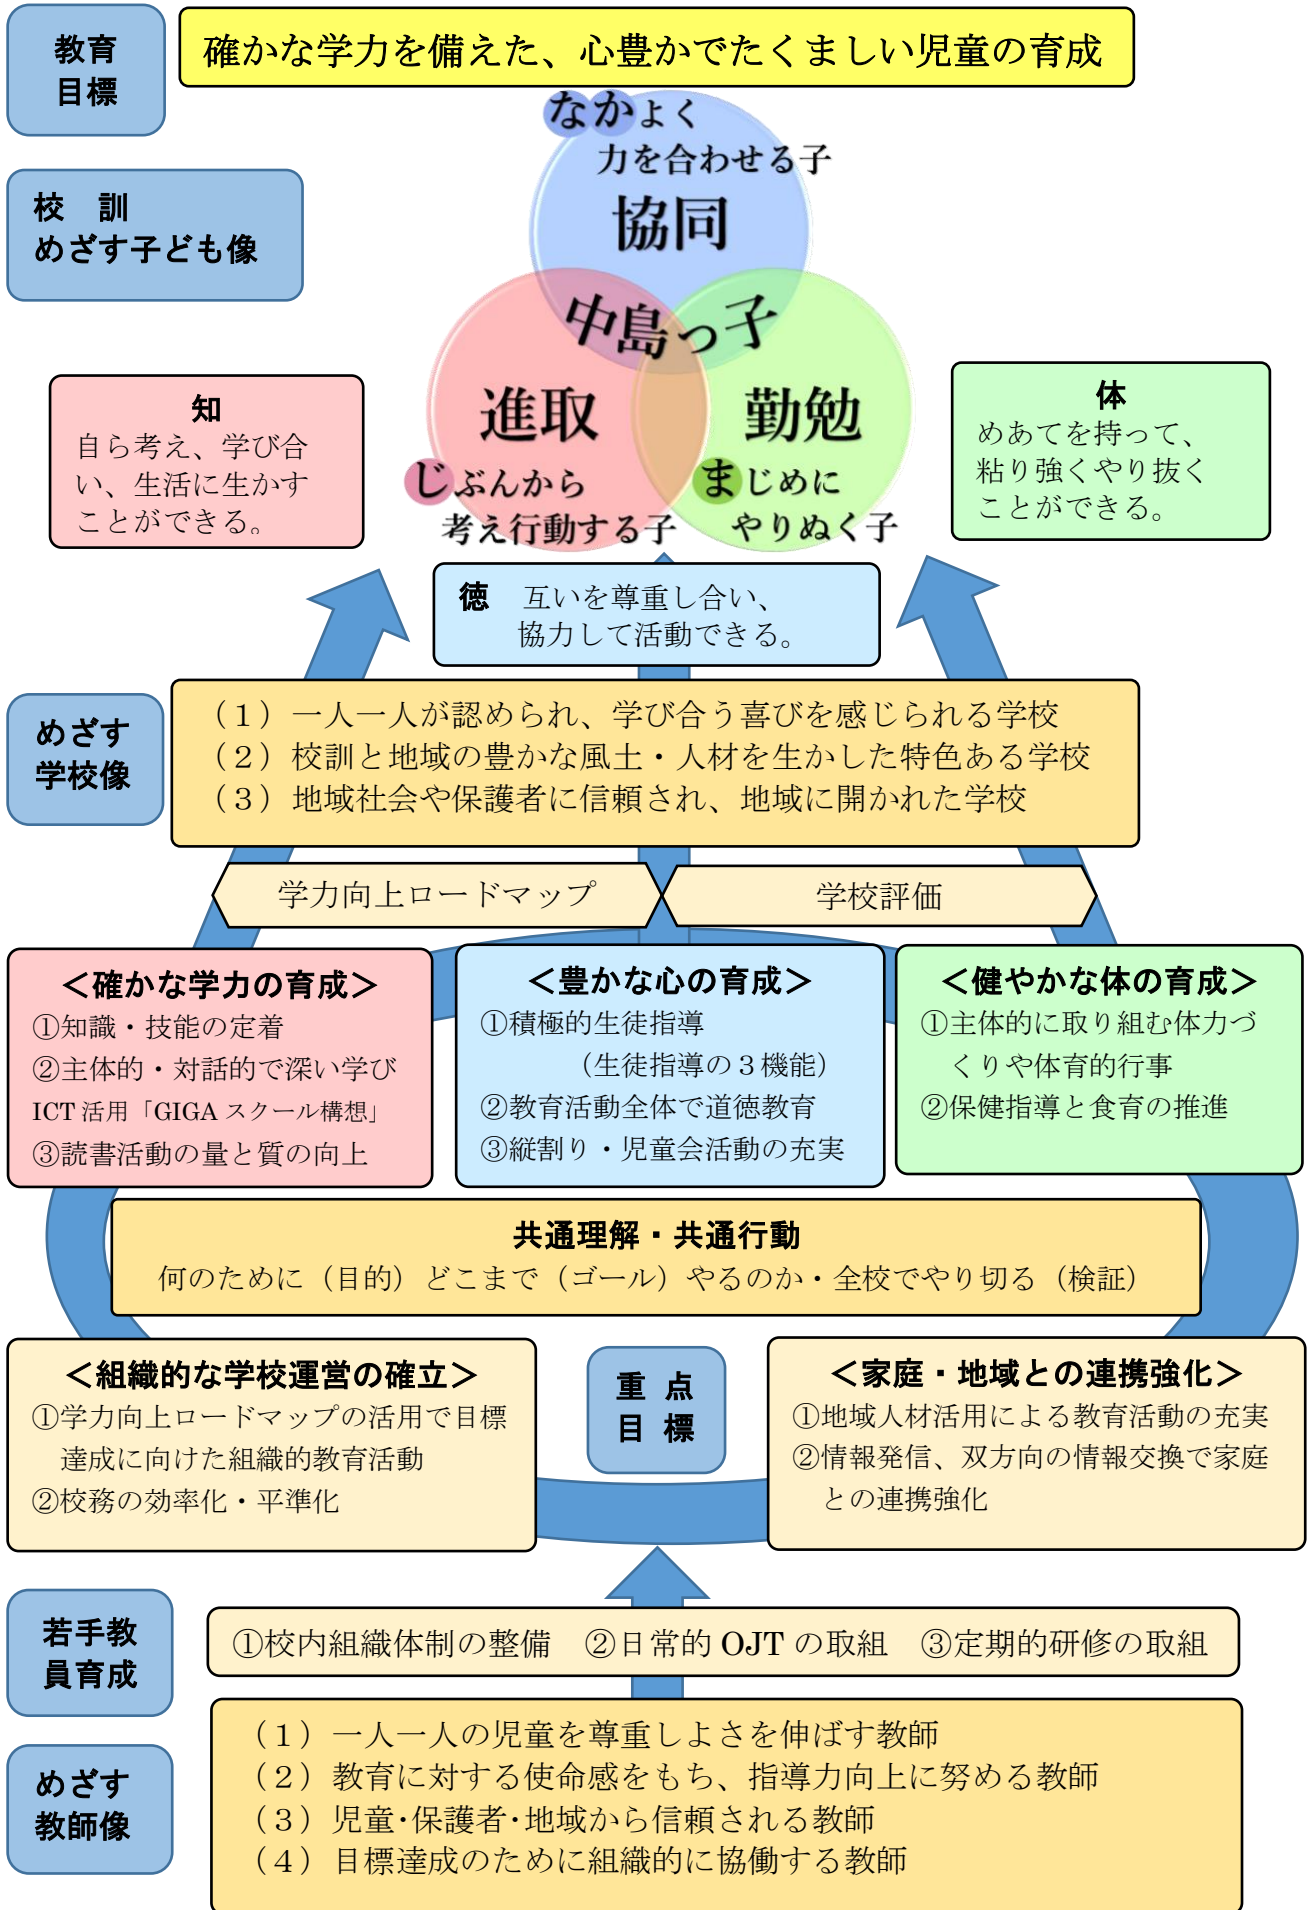 教育
目標
確かな学力を備えた、心豊かでたくましい児童の育成
校　訓
めざす子ども像
なかよく
力を合わせる子
協同
中島っ子
進取
じぶんから
考え行動する子
勤勉
まじめに
やりぬく子
知
自ら考え、学び合
い、生活に生かす
ことができる。
体
めあてを持って、
粘り強くやり抜く
ことができる。
徳　互いを尊重し合い、
協力して活動できる。
めざす
学校像
（１）一人一人が認められ、学び合う喜びを感じられる学校
（２）校訓と地域の豊かな風土・人材を生かした特色ある学校
（３）地域社会や保護者に信頼され、地域に開かれた学校
学力向上ロードマップ
学校評価
＜確かな学力の育成＞
①知識・技能の定着
②主体的・対話的で深い学び
ICT 活用「GIGA スクール構想」
③読書活動の量と質の向上
＜豊かな心の育成＞
①積極的生徒指導
（生徒指導の３機能）
②教育活動全体で道徳教育
③縦割り・児童会活動の充実
＜健やかな体の育成＞
①主体的に取り組む体力づ
くりや体育的行事
②保健指導と食育の推進
共通理解・共通行動
何のために（目的）どこまで（ゴール）やるのか・全校でやり切る（検証）
＜組織的な学校運営の確立＞
①学力向上ロードマップの活用で目標
達成に向けた組織的教育活動
②校務の効率化・平準化
重 点
目 標
＜家庭・地域との連携強化＞
①地域人材活用による教育活動の充実
②情報発信、双方向の情報交換で家庭
との連携強化
若手教
員育成
①校内組織体制の整備　②日常的 OJT の取組　③定期的研修の取組
めざす
教師像
（１）一人一人の児童を尊重しよさを伸ばす教師
（２）教育に対する使命感をもち、指導力向上に努める教師
（３）児童･保護者･地域から信頼される教師
（４）目標達成のために組織的に協働する教師